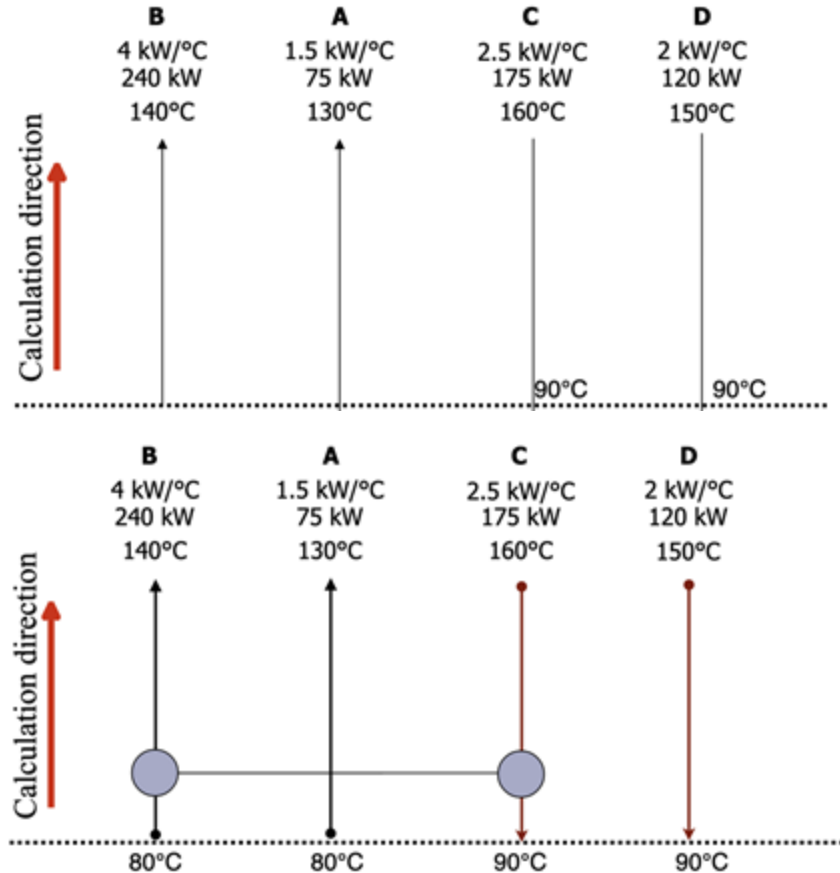 B A C D
4 kW/°C 1.5 kW/°C 2.5 kW/°C 2 kW/°C
240 kW 75 kW 175 kW 120 kW
140°C 130°C 160°C 150°C
Calculation direction
90°C 90°C
B A C D
4 kW/°C 1.5 kW/°C 2.5 kW/°C 2 kW/°C
240 kW 75 kW 175 kW 120 kW
140°C 130°C 160°C 150°C
Calculation direction
80°C 80°C 90°C 90°C